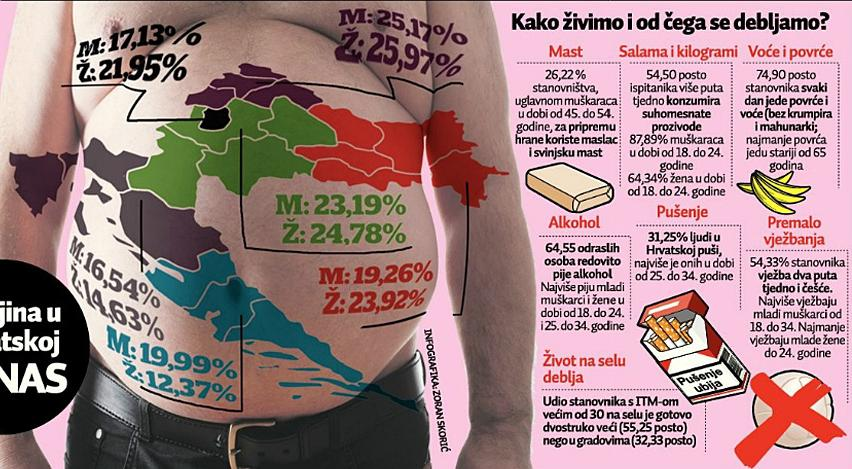 M: 17,13%
Ž: 21,95%
M: 25,17%
Ž: 25,97%
M: 23,19%
Ž: 24,78%
M: 16,54%
Ž: 14,63%
M: 19,26%
Ž: 23,92%
M: 19,99%
Ž: 12,37%
jina u
atskoj
NAS
INFOGRAFIKA: ZORAN SKORIĆ
Kako živimo i od čega se debljamo?
Mast
26,22 %
stanovništva,
uglavnom muškaraca
u dobi od 45. do 54.
godine, za pripremu
hrane koriste maslac
i svinjsku mast
Salama i kilogrami
54,50 posto
ispitanika više puta
tjedno konzumira
suhomesnate
prozivode
87,89% muškaraca
u dobi od 18. do 24.
godine
64,34% žena u dobi
od 18. do 24. godine
Voće i povrće
74,90 posto
stanovnika svaki
dan jede povrće i
voće (bez krumpira
i mahunarki;
najmanje povrća
jedu stariji od 65
godina
Alkohol
64,55 odraslih
osoba redovito
pije alkohol
Najviše piju mladi
muškarci i žene u
dobi od 18. do 24.
i 25. do 34. godine
Pušenje
31,25% ljudi u
Hrvatskoj puši,
najviše je onih u dobi
od 25. do 34. godine
Pušenje
ubija
Premalo
vježbanja
54,33% stanovnika
vježba dva puta
tjedno i češće.
Najviše vježbaju
mladi muškarci od
18. do 34. Najmanje
vježbaju mlade žene
do 24. godine
Život na selu
deblja
Udio stanovnika s ITM-om
većim od 30 na selu je gotovo
dvostruko veći (55,25 posto)
nego u gradovima (32,33 posto)